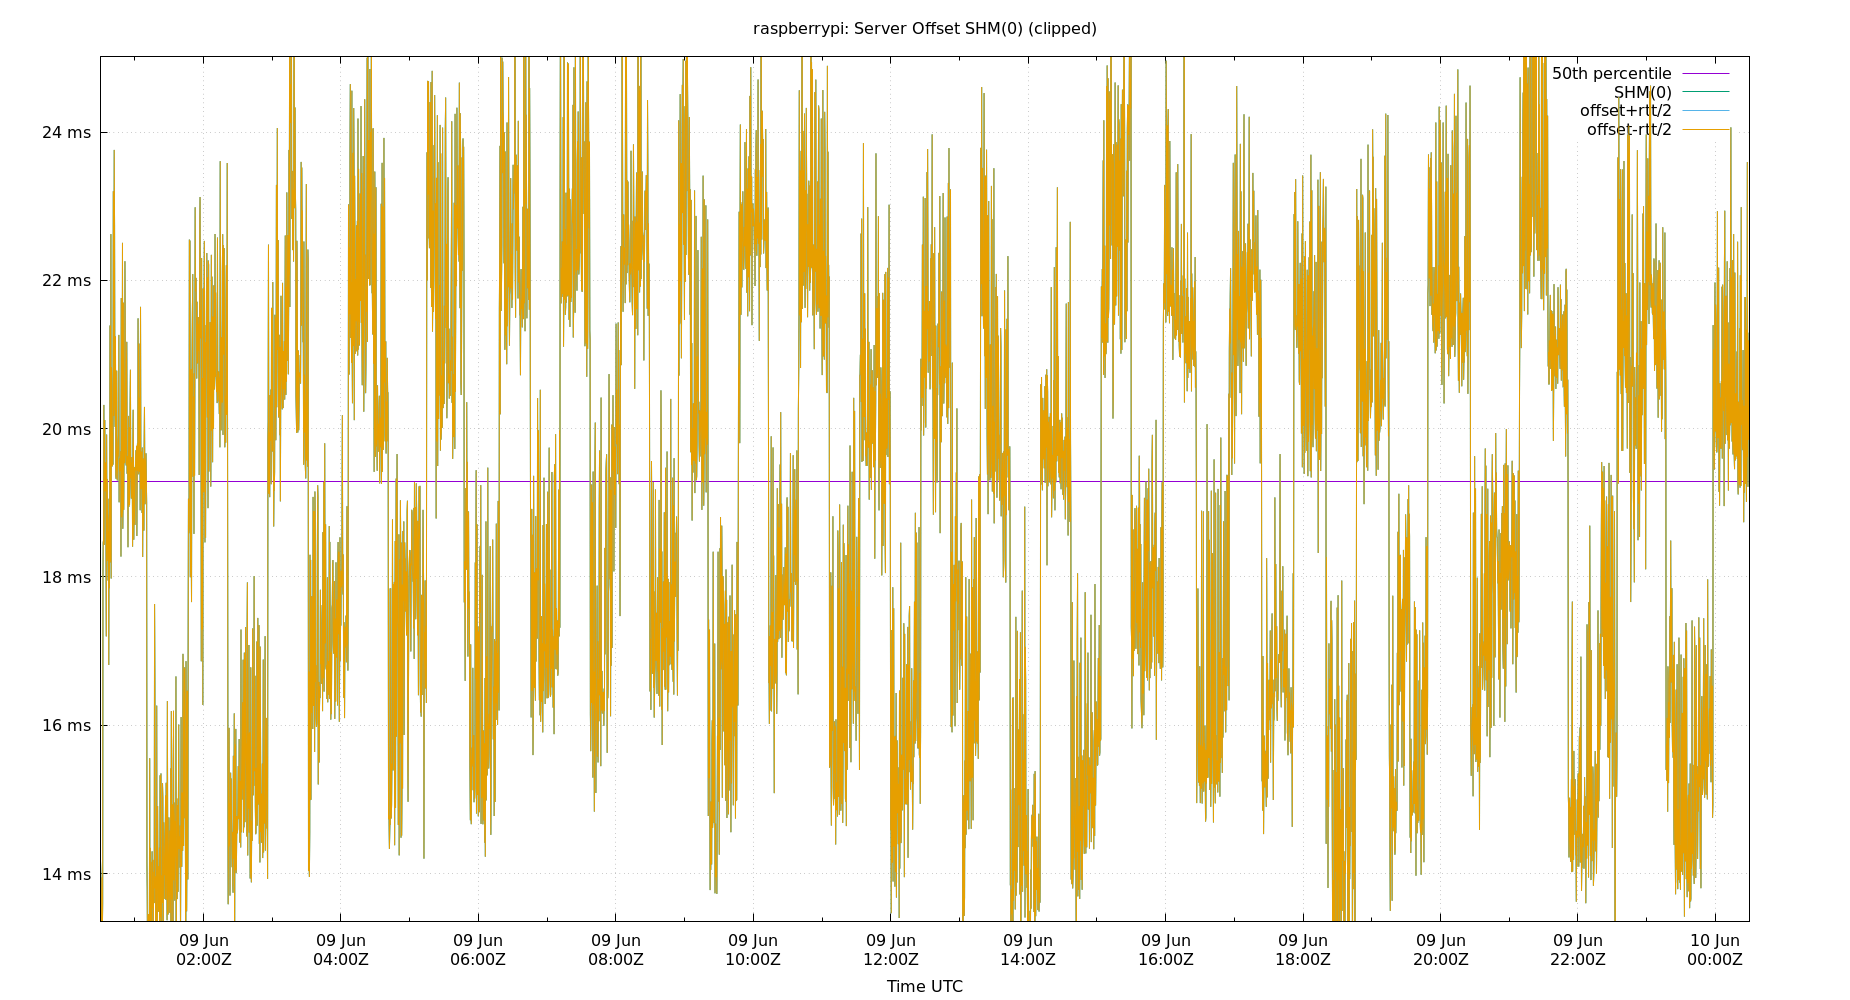 raspberrypi: Server Offset SHM(0) (clipped)
50th percentile
SHM(0)
offset+rtt/2
offset-rtt/2
24 ms
22 ms
20 ms
18 ms
16 ms
14 ms
09 Jun 09 Jun 09 Jun 09 Jun 09 Jun 09 Jun 09 Jun 09 Jun 09 Jun 09 Jun 09 Jun 10 Jun
02:00Z 04:00Z 06:00Z 08:00Z 10:00Z 12:00Z 14:00Z 16:00Z 18:00Z 20:00Z 22:00Z 00:00Z
Time UTC